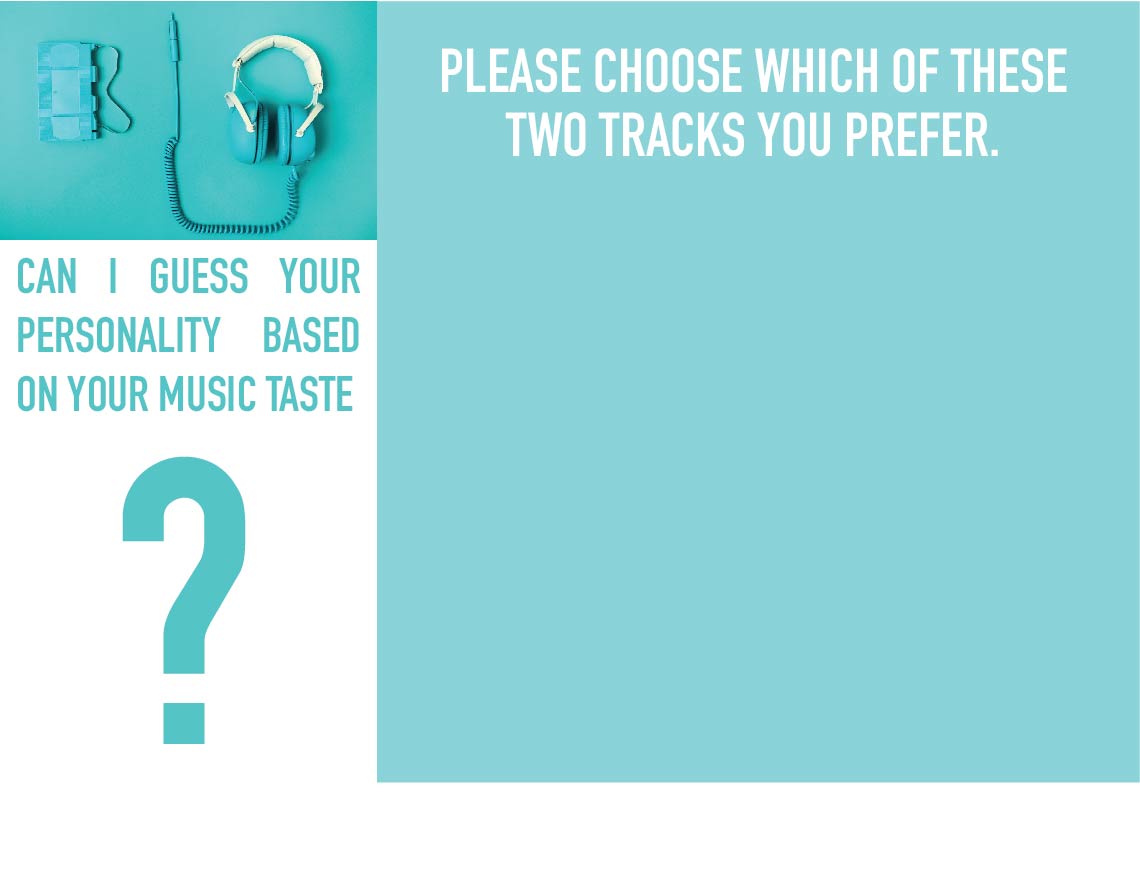 PLEASE CHOOSE WHICH OF THESE
TWO TRACKS YOU PREFER.
CAN I GUESS YOUR
PERSONALITY BASED
ON YOUR MUSIC TASTE
?